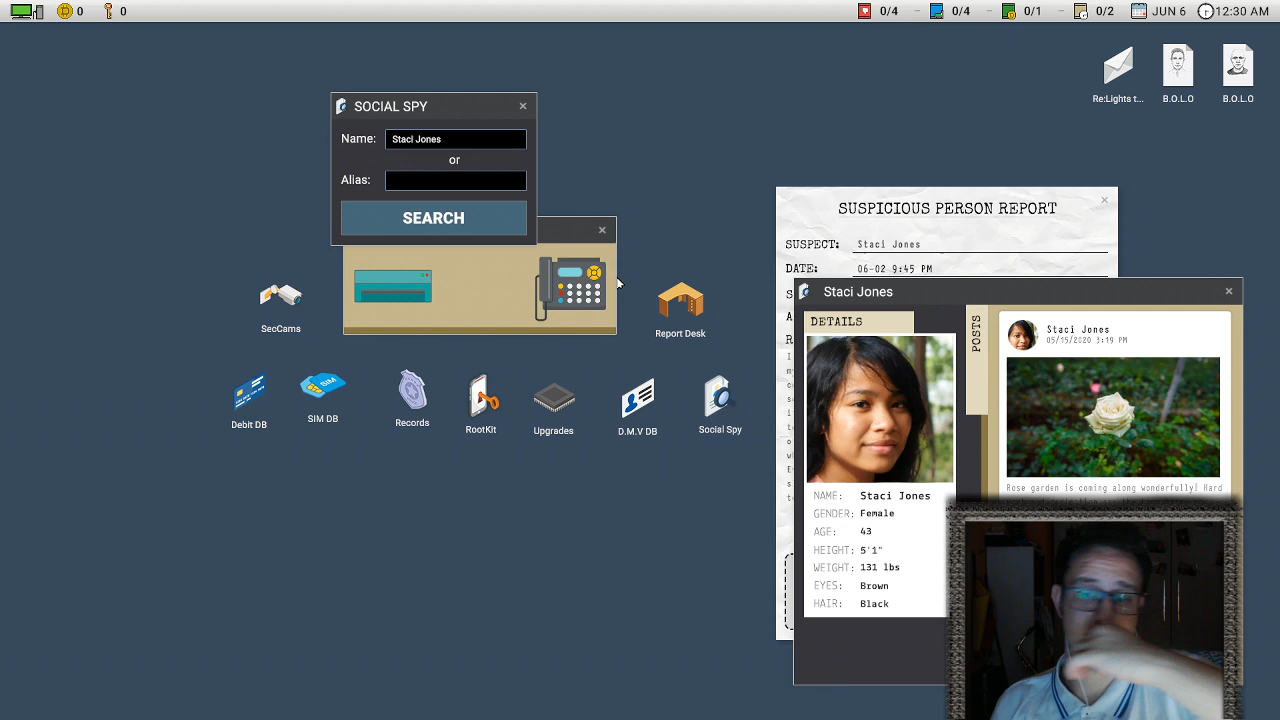 0
0
0/4
0/4
0/1
0/2
JUN 6
12:30 AM
Re:Lights t...
B.O.L.O
B.O.L.O
SOCIAL SPY
Name: Staci Jones
or
Alias:
SEARCH
SecCams
Report Desk
Debit DB
SIM DB
Records
RootKit
Upgrades
D.M.V DB
Social Spy
SUSPICIOUS PERSON REPORT
SUSPECT: Staci Jones
DATE: 06-02 9:45 PM
Staci Jones
DETAILS
NAME: Staci Jones
GENDER: Female
AGE: 43
HEIGHT: 5'1"
WEIGHT: 131 lbs
EYES: Brown
HAIR: Black
POSTS
Staci Jones
05/15/2020 3:19 PM
Rose garden is coming along wonderfully! Hard